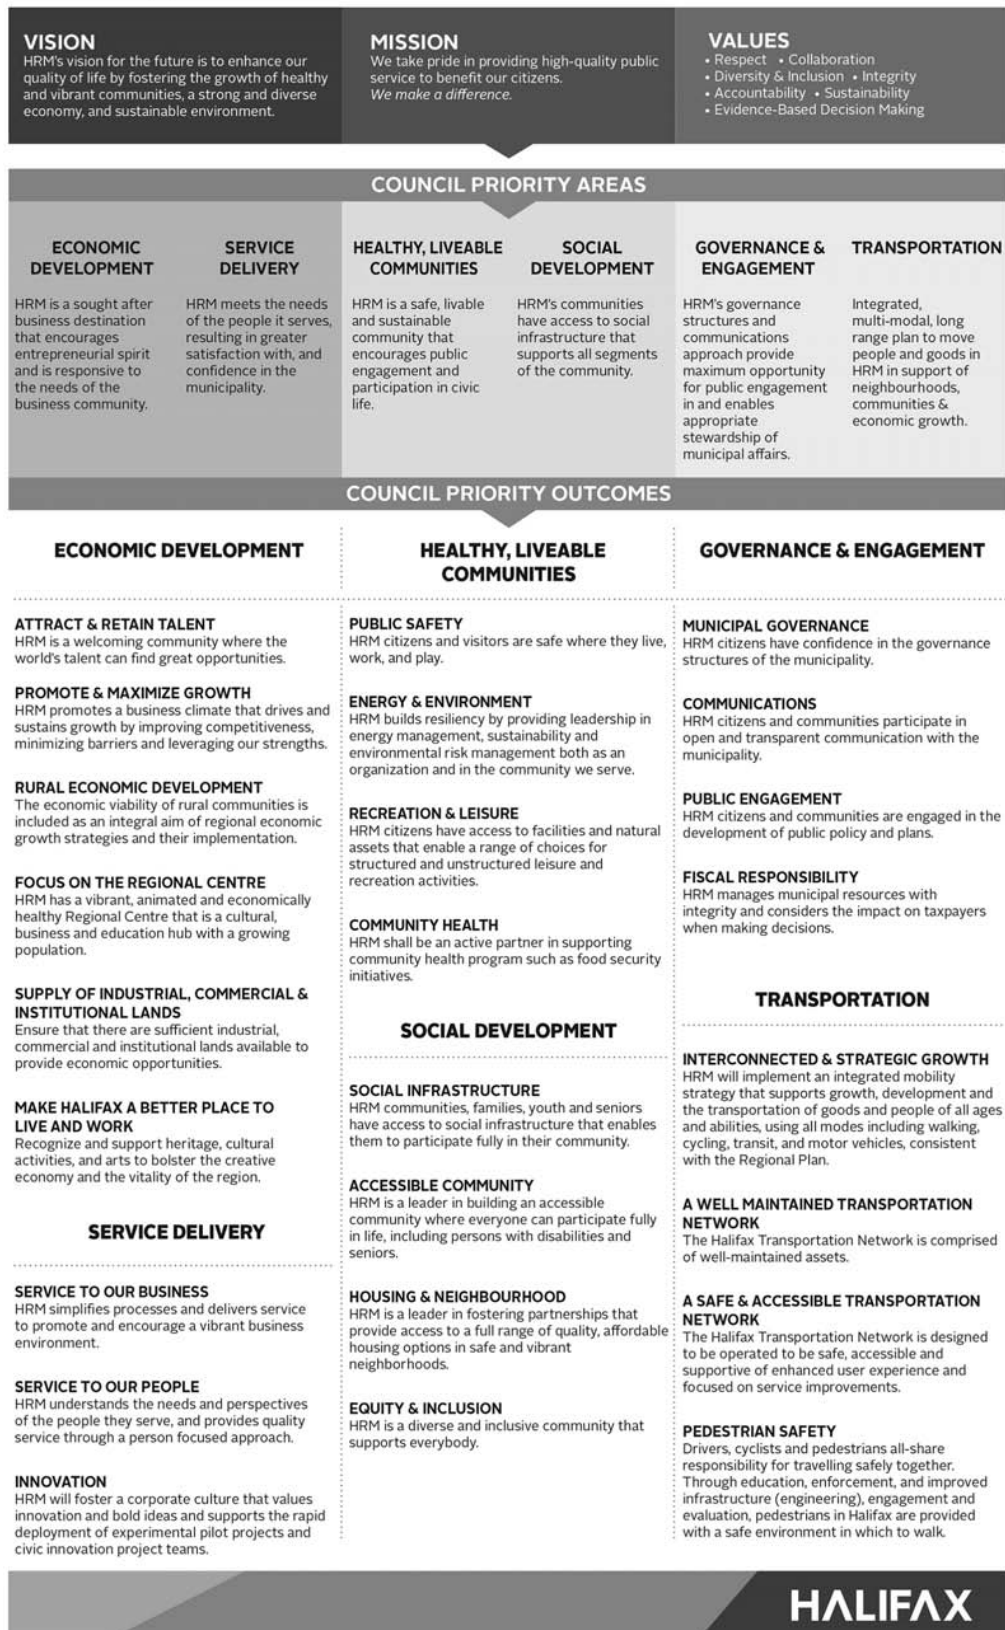 VISION
HRM's vision for the future is to enhance our
quality of life by fostering the growth of healthy
and vibrant communities, a strong and diverse
economy, and sustainable environment.
MISSION
We take pride in providing high-quality public
service to benefit our citizens.
We make a difference.
VALUES
• Respect • Collaboration
• Diversity & Inclusion • Integrity
• Accountability • Sustainability
• Evidence-Based Decision Making
COUNCIL PRIORITY AREAS
ECONOMIC
DEVELOPMENT
HRM is a sought after
business destination
that encourages
entrepreneurial spirit
and is responsive to
the needs of the
business community.
SERVICE
DELIVERY
HRM meets the needs
of the people it serves,
resulting in greater
satisfaction with, and
confidence in the
municipality.
HEALTHY, LIVEABLE
COMMUNITIES
HRM is a safe, livable
and sustainable
community that
encourages public
engagement and
participation in civic
life.
SOCIAL
DEVELOPMENT
HRM's communities
have access to social
infrastructure that
supports all segments
of the community.
GOVERNANCE &
ENGAGEMENT
HRM's governance
structures and
communications
approach provide
maximum opportunity
for public engagement
in and enables
appropriate
stewardship of
municipal affairs.
TRANSPORTATION
Integrated,
multi-modal, long
range plan to move
people and goods in
HRM in support of
neighbourhoods,
communities &
economic growth.
COUNCIL PRIORITY OUTCOMES
ECONOMIC DEVELOPMENT
ATTRACT & RETAIN TALENT
HRM is a welcoming community where the
world's talent can find great opportunities.
PROMOTE & MAXIMIZE GROWTH
HRM promotes a business climate that drives and
sustains growth by improving competitiveness,
minimizing barriers and leveraging our strengths.
RURAL ECONOMIC DEVELOPMENT
The economic viability of rural communities is
included as an integral aim of regional economic
growth strategies and their implementation.
FOCUS ON THE REGIONAL CENTRE
HRM has a vibrant, animated and economically
healthy Regional Centre that is a cultural,
business and education hub with a growing
population.
SUPPLY OF INDUSTRIAL, COMMERCIAL &
INSTITUTIONAL LANDS
Ensure that there are sufficient industrial,
commercial and institutional lands available to
provide economic opportunities.
MAKE HALIFAX A BETTER PLACE TO
LIVE AND WORK
Recognize and support heritage, cultural
activities, and arts to bolster the creative
economy and the vitality of the region.
SERVICE DELIVERY
SERVICE TO OUR BUSINESS
HRM simplifies processes and delivers service
to promote and encourage a vibrant business
environment.
SERVICE TO OUR PEOPLE
HRM understands the needs and perspectives
of the people they serve, and provides quality
service through a person focused approach.
INNOVATION
HRM will foster a corporate culture that values
innovation and bold ideas and supports the rapid
deployment of experimental pilot projects and
civic innovation project teams.
HEALTHY, LIVEABLE
COMMUNITIES
PUBLIC SAFETY
HRM citizens and visitors are safe where they live,
work, and play.
ENERGY & ENVIRONMENT
HRM builds resiliency by providing leadership in
energy management, sustainability and
environmental risk management both as an
organization and in the community we serve.
RECREATION & LEISURE
HRM citizens have access to facilities and natural
assets that enable a range of choices for
structured and unstructured leisure and
recreation activities.
COMMUNITY HEALTH
HRM shall be an active partner in supporting
community health program such as food security
initiatives.
SOCIAL DEVELOPMENT
SOCIAL INFRASTRUCTURE
HRM communities, families, youth and seniors
have access to social infrastructure that enables
them to participate fully in their community.
ACCESSIBLE COMMUNITY
HRM is a leader in building an accessible
community where everyone can participate fully
in life, including persons with disabilities and
seniors.
HOUSING & NEIGHBOURHOOD
HRM is a leader in fostering partnerships that
provide access to a full range of quality, affordable
housing options in safe and vibrant
neighborhoods.
EQUITY & INCLUSION
HRM is a diverse and inclusive community that
supports everybody.
GOVERNANCE & ENGAGEMENT
MUNICIPAL GOVERNANCE
HRM citizens have confidence in the governance
structures of the municipality.
COMMUNICATIONS
HRM citizens and communities participate in
open and transparent communication with the
municipality.
PUBLIC ENGAGEMENT
HRM citizens and communities are engaged in the
development of public policy and plans.
FISCAL RESPONSIBILITY
HRM manages municipal resources with
integrity and considers the impact on taxpayers
when making decisions.
TRANSPORTATION
INTERCONNECTED & STRATEGIC GROWTH
HRM will implement an integrated mobility
strategy that supports growth, development and
the transportation of goods and people of all ages
and abilities, using all modes including walking,
cycling, transit, and motor vehicles, consistent
with the Regional Plan.
A WELL MAINTAINED TRANSPORTATION
NETWORK
The Halifax Transportation Network is comprised
of well-maintained assets.
A SAFE & ACCESSIBLE TRANSPORTATION
NETWORK
The Halifax Transportation Network is designed
to be operated to be safe, accessible and
supportive of enhanced user experience and
focused on service improvements.
PEDESTRIAN SAFETY
Drivers, cyclists and pedestrians all-share
responsibility for travelling safely together.
Through education, enforcement, and improved
infrastructure (engineering), engagement and
evaluation, pedestrians in Halifax are provided
with a safe environment in which to walk.
HALIFAX